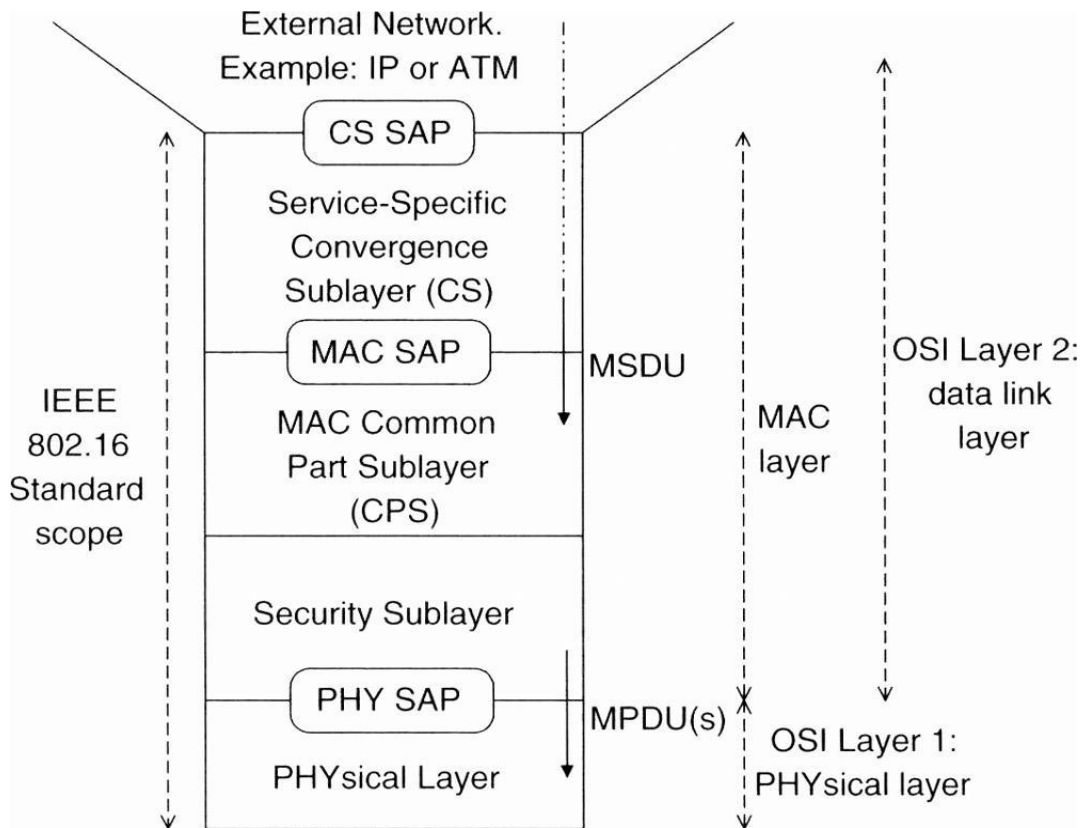 External Network.
Example: IP or ATM
CS SAP
Service-Specific
Convergence
Sublayer (CS)
MAC SAP
MSDU
MAC Common
Part Sublayer
(CPS)
Security Sublayer
PHY SAP
MPDU(s)
PHYsical Layer
IEEE
802.16
Standard
scope
MAC
layer
OSI Layer 2:
data link
layer
OSI Layer 1:
PHYsical layer